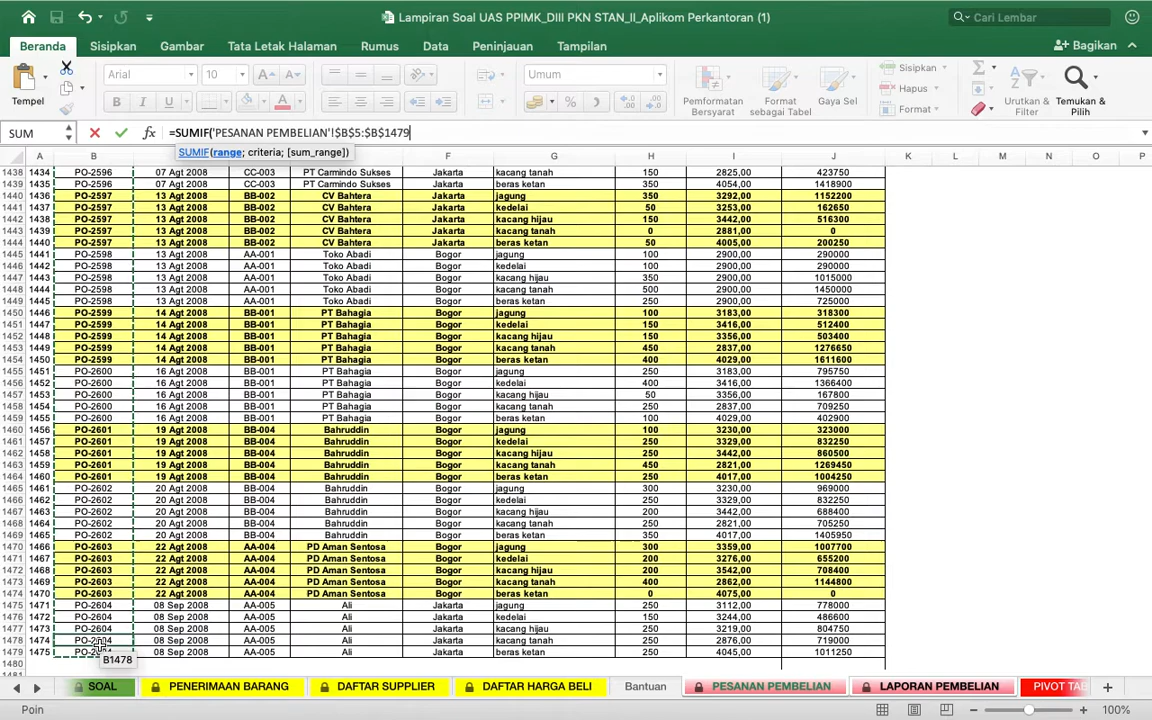 Lampiran Soal UAS PPIMK_DIII PKN STAN_II_Aplikom Perkantoran (1)
Cari Lembar
Beranda Sisipkan Gambar Tata Letak Halaman Rumus Data Peninjauan Tampilan Bagikan
Arial 10 Umum Sisipkan
Hapus
Format
Tempel B I U A % Pemformatan Bersyarat Format sebagai Tabel Gaya Sel Urutkan & Filter Temukan & Pilih
SUM fx =SUMIF('PESANAN PEMBELIAN'!$B$5:$B$1479
SUMIF(range; criteria; [sum_range])
A B F G H I J K L M N O P
1438 1434 PO-2596 07 Agt 2008 CC-003 PT Carmindo Sukses Jakarta kacang tanah 150 2825,00 423750
1439 1435 PO-2596 07 Agt 2008 CC-003 PT Carmindo Sukses Jakarta beras ketan 350 4054,00 1418900
1440 1436 PO-2597 13 Agt 2008 BB-002 CV Bahtera Jakarta jagung 350 3292,00 1152200
1441 1437 PO-2597 13 Agt 2008 BB-002 CV Bahtera Jakarta kedelai 50 3253,00 162650
1442 1438 PO-2597 13 Agt 2008 BB-002 CV Bahtera Jakarta kacang hijau 150 3442,00 516300
1443 1439 PO-2597 13 Agt 2008 BB-002 CV Bahtera Jakarta kacang tanah 0 2881,00 0
1444 1440 PO-2597 13 Agt 2008 BB-002 CV Bahtera Jakarta beras ketan 50 4005,00 200250
1445 1441 PO-2598 13 Agt 2008 AA-001 Toko Abadi Bogor jagung 100 2900,00 290000
1446 1442 PO-2598 13 Agt 2008 AA-001 Toko Abadi Bogor kedelai 100 2900,00 290000
1447 1443 PO-2598 13 Agt 2008 AA-001 Toko Abadi Bogor kacang hijau 350 2900,00 1015000
1448 1444 PO-2598 13 Agt 2008 AA-001 Toko Abadi Bogor kacang tanah 500 2900,00 1450000
1449 1445 PO-2598 13 Agt 2008 AA-001 Toko Abadi Bogor beras ketan 250 2900,00 725000
1450 1446 PO-2599 14 Agt 2008 BB-001 PT Bahagia Bogor jagung 100 3183,00 318300
1451 1447 PO-2599 14 Agt 2008 BB-001 PT Bahagia Bogor kedelai 150 3416,00 512400
1452 1448 PO-2599 14 Agt 2008 BB-001 PT Bahagia Bogor kacang hijau 150 3356,00 503400
1453 1449 PO-2599 14 Agt 2008 BB-001 PT Bahagia Bogor kacang tanah 450 2837,00 1276650
1454 1450 PO-2599 14 Agt 2008 BB-001 PT Bahagia Bogor beras ketan 400 4029,00 1611600
1455 1451 PO-2600 16 Agt 2008 BB-001 PT Bahagia Bogor jagung 250 3183,00 795750
1456 1452 PO-2600 16 Agt 2008 BB-001 PT Bahagia Bogor kedelai 400 3416,00 1366400
1457 1453 PO-2600 16 Agt 2008 BB-001 PT Bahagia Bogor kacang hijau 50 3356,00 167800
1458 1454 PO-2600 16 Agt 2008 BB-001 PT Bahagia Bogor kacang tanah 250 2837,00 709250
1459 1455 PO-2600 16 Agt 2008 BB-001 PT Bahagia Bogor beras ketan 100 4029,00 402900
1460 1456 PO-2601 19 Agt 2008 BB-004 Bahruddin Bogor jagung 100 3230,00 323000
1461 1457 PO-2601 19 Agt 2008 BB-004 Bahruddin Bogor kedelai 250 3329,00 832250
1462 1458 PO-2601 19 Agt 2008 BB-004 Bahruddin Bogor kacang hijau 250 3442,00 860500
1463 1459 PO-2601 19 Agt 2008 BB-004 Bahruddin Bogor kacang tanah 450 2821,00 1269450
1464 1460 PO-2601 19 Agt 2008 BB-004 Bahruddin Bogor beras ketan 250 4017,00 1004250
1465 1461 PO-2602 20 Agt 2008 BB-004 Bahruddin Bogor jagung 300 3230,00 969000
1466 1462 PO-2602 20 Agt 2008 BB-004 Bahruddin Bogor kedelai 250 3329,00 832250
1467 1463 PO-2602 20 Agt 2008 BB-004 Bahruddin Bogor kacang hijau 200 3442,00 688400
1468 1464 PO-2602 20 Agt 2008 BB-004 Bahruddin Bogor kacang tanah 250 2821,00 705250
1469 1465 PO-2602 20 Agt 2008 BB-004 Bahruddin Bogor beras ketan 350 4017,00 1405950
1470 1466 PO-2603 22 Agt 2008 AA-004 PD Aman Sentosa Bogor jagung 300 3359,00 1007700
1471 1467 PO-2603 22 Agt 2008 AA-004 PD Aman Sentosa Bogor kedelai 200 3276,00 655200
1472 1468 PO-2603 22 Agt 2008 AA-004 PD Aman Sentosa Bogor kacang hijau 200 3542,00 708400
1473 1469 PO-2603 22 Agt 2008 AA-004 PD Aman Sentosa Bogor kacang tanah 400 2862,00 1144800
1474 1470 PO-2603 22 Agt 2008 AA-004 PD Aman Sentosa Bogor beras ketan 0 4075,00 0
1475 1471 PO-2604 08 Sep 2008 AA-005 Ali Jakarta jagung 250 3112,00 778000
1476 1472 PO-2604 08 Sep 2008 AA-005 Ali Jakarta kedelai 150 3244,00 486600
1477 1473 PO-2604 08 Sep 2008 AA-005 Ali Jakarta kacang hijau 250 3219,00 804750
1478 1474 08 Sep 2008 AA-005 Ali Jakarta kacang tanah 250 2876,00 719000
1479 1475 08 Sep 2008 AA-005 Ali Jakarta beras ketan 250 4045,00 1011250
1480
B1478
SOAL PENERIMAAN BARANG DAFTAR SUPPLIER DAFTAR HARGA BELI Bantuan PESANAN PEMBELIAN LAPORAN PEMBELIAN PIVOT TAB
Poin 100%